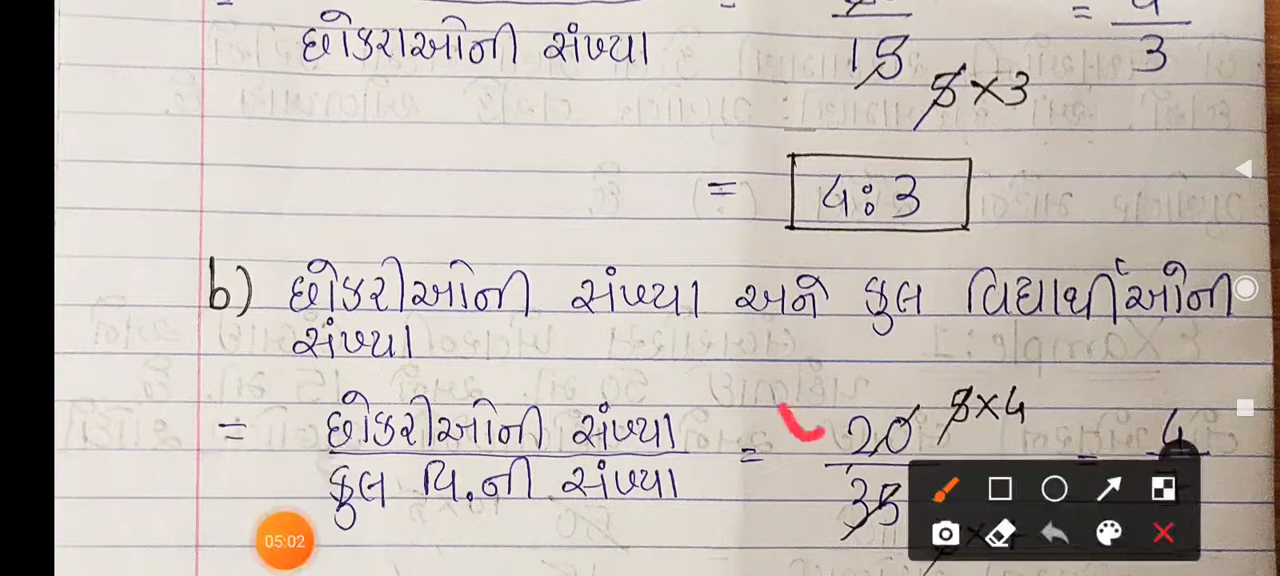 = = 4
છોકરાઓની સંખ્યા 15 3
5×3
= 4:3
b) છોકરીઓની સંખ્યા અને કુલ વિદ્યાર્થીઓની
સંખ્યા
= છોકરીઓની સંખ્યા = 20 5×4 = 4
કુલ વિ.ની સંખ્યા 35
05:02